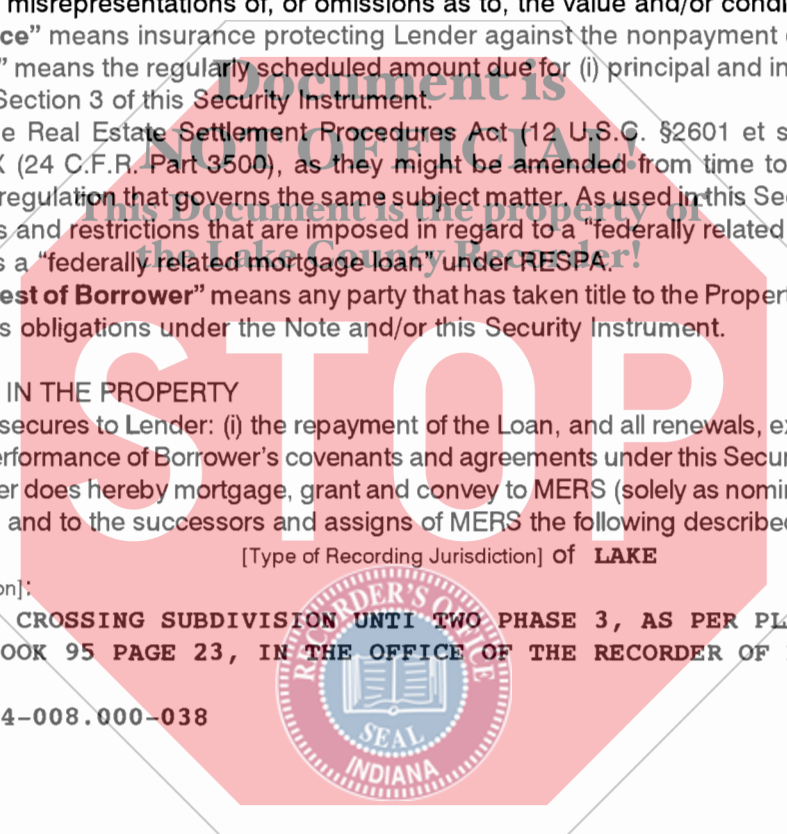 misrepresentations of, or omissions as to, the value and/or condi
ce” means insurance protecting Lender against the nonpayment
” means the regularly scheduled amount due for (i) principal and in
Section 3 of this Security Instrument.
e Real Estate Settlement Procedures Act (12 U.S.C. §2601 et s
X (24 C.F.R. Part 3500), as they might be amended from time to
regulation that governs the same subject matter. As used in this Se
s and restrictions that are imposed in regard to a “federally related
s a “federally related mortgage loan” under RESPA.
est of Borrower” means any party that has taken title to the Propert
s obligations under the Note and/or this Security Instrument.
IN THE PROPERTY
secures to Lender: (i) the repayment of the Loan, and all renewals, ex
erformance of Borrower’s covenants and agreements under this Secur
er does hereby mortgage, grant and convey to MERS (solely as nomin
and to the successors and assigns of MERS the following described
[Type of Recording Jurisdiction] of LAKE
on]:
CROSSING SUBDIVISION UNTI TWO PHASE 3, AS PER PL
OOK 95 PAGE 23, IN THE OFFICE OF THE RECORDER OF
4-008.000-038
Document is
NOT OFFICIAL!
This Document is the property of
the Lake County Recorder!
STOP
RECORDER'S OFFICE
SEAL
INDIANA